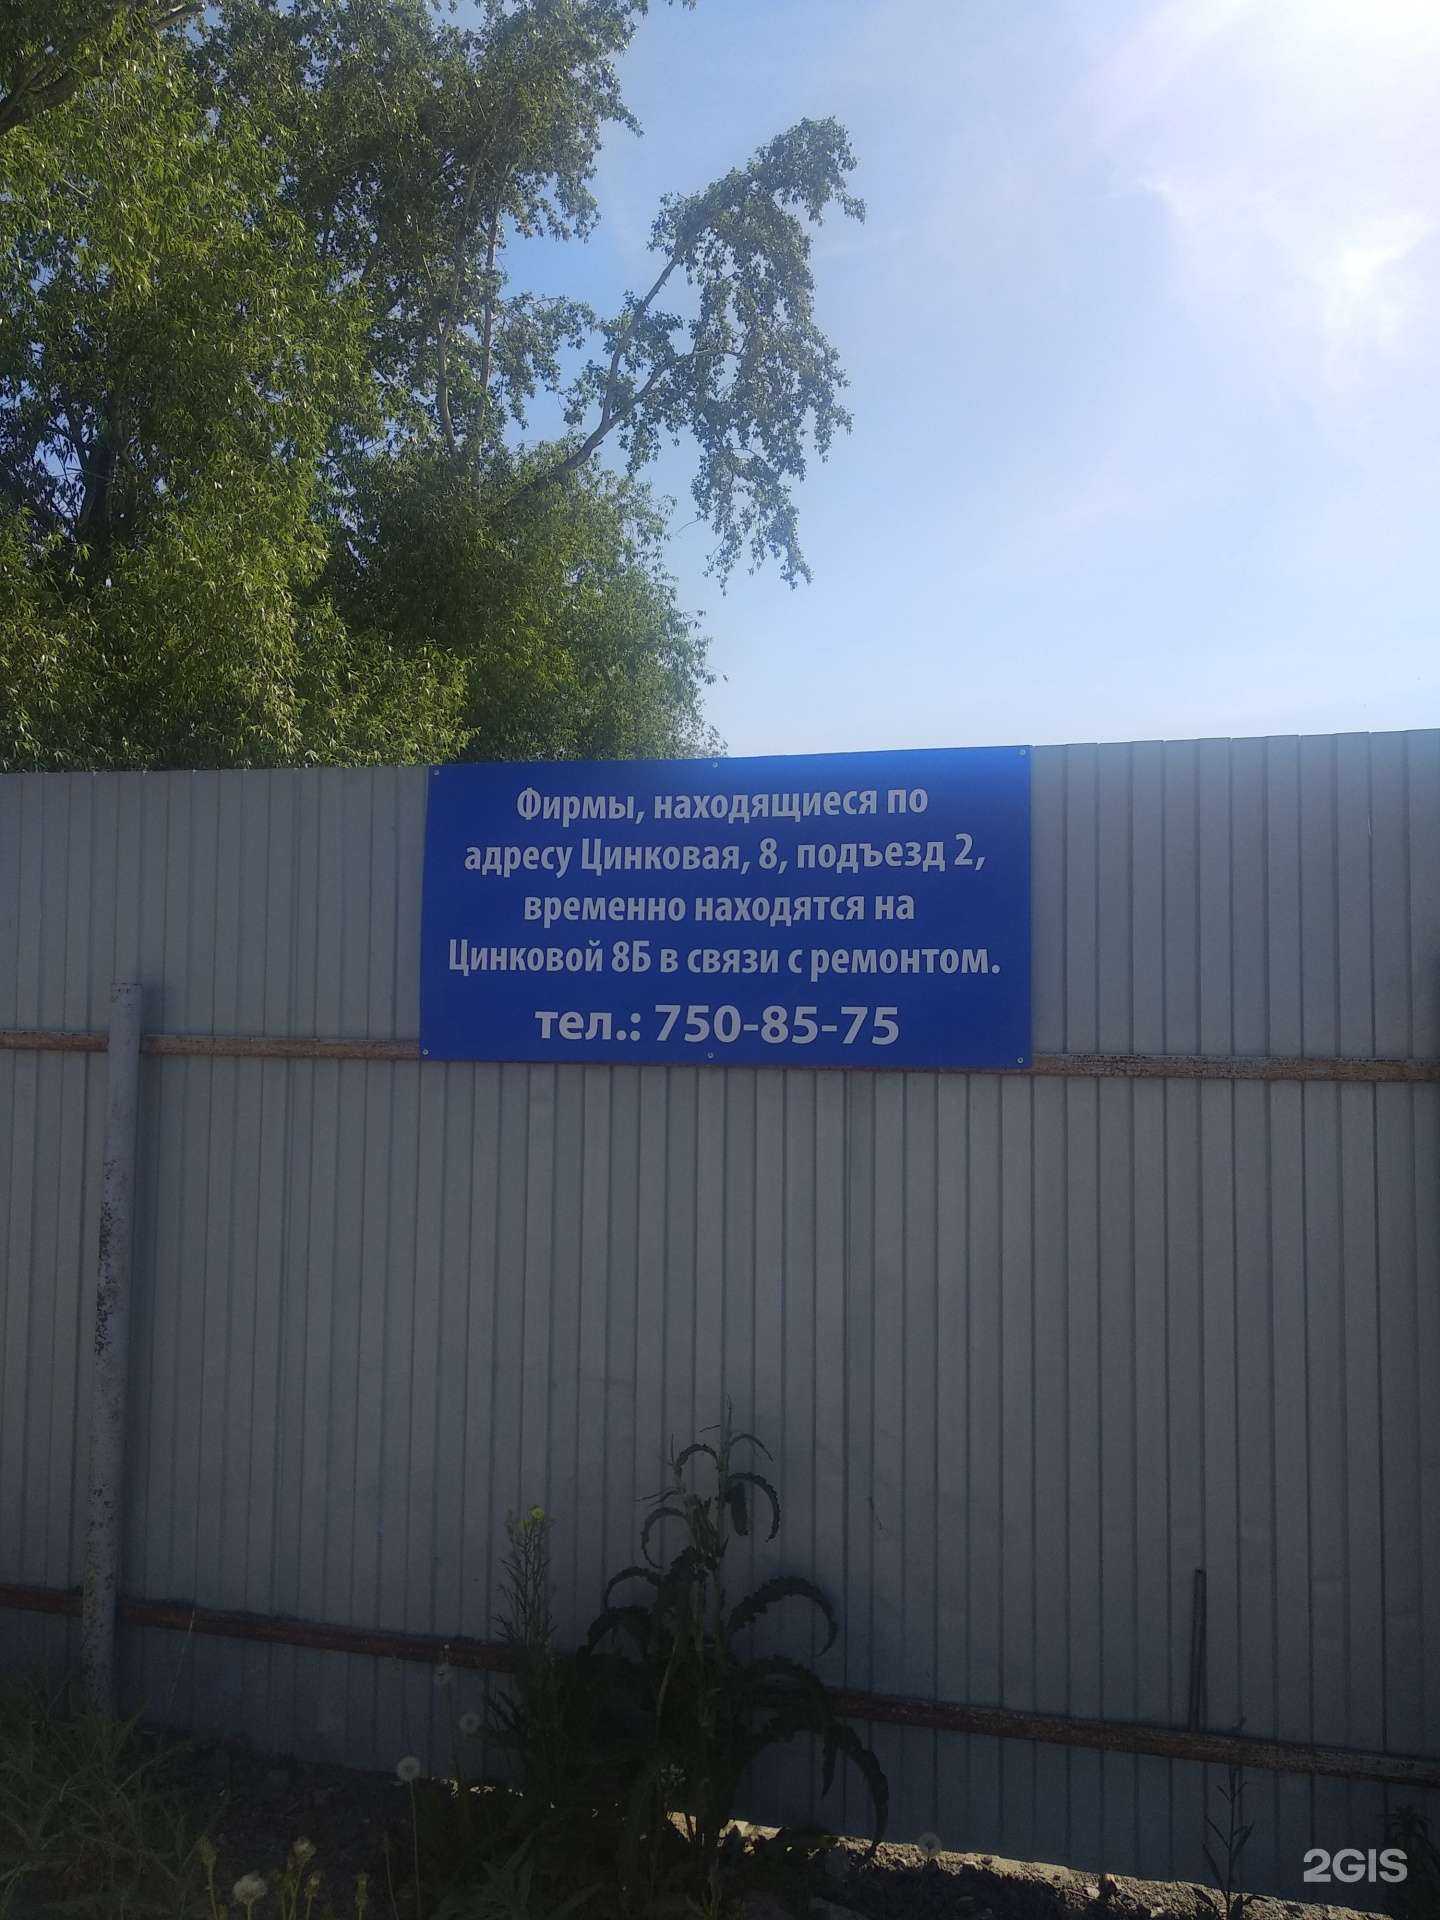 Фирмы, находящиеся по
адресу Цинковая, 8, подъезд 2,
временно находятся на
Цинковой 8Б в связи с ремонтом.
тел.: 750-85-75
2GIS